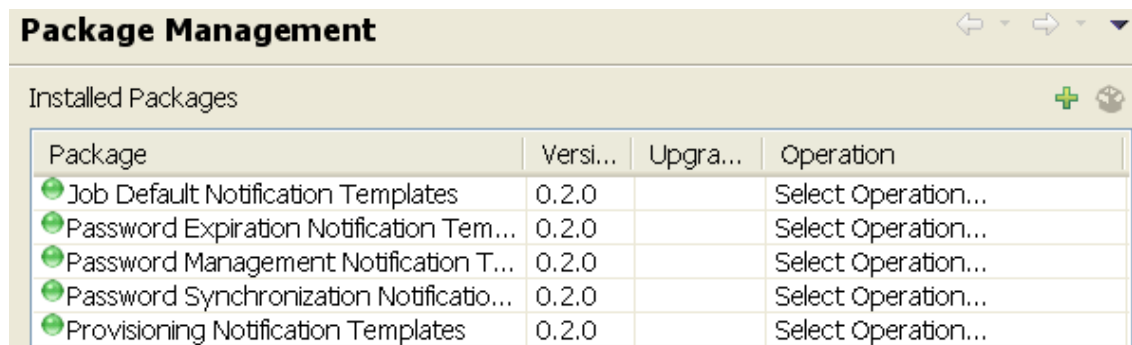 Package Management
Installed Packages
Package Versi... Upgra... Operation
Job Default Notification Templates 0.2.0 Select Operation...
Password Expiration Notification Tem... 0.2.0 Select Operation...
Password Management Notification T... 0.2.0 Select Operation...
Password Synchronization Notificatio... 0.2.0 Select Operation...
Provisioning Notification Templates 0.2.0 Select Operation...